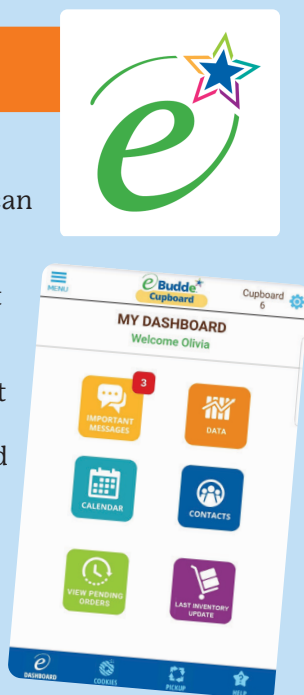 e
an
t
MENU
eBudde
Cupboard
Cupboard
6
MY DASHBOARD
Welcome Olivia
3
IMPORTANT
MESSAGES
DATA
t
d
CALENDAR
CONTACTS
VIEW PENDING
ORDERS
LAST INVENTORY
UPDATE
e
DASHBOARD
COOKIES
PICKUP
?
HELP